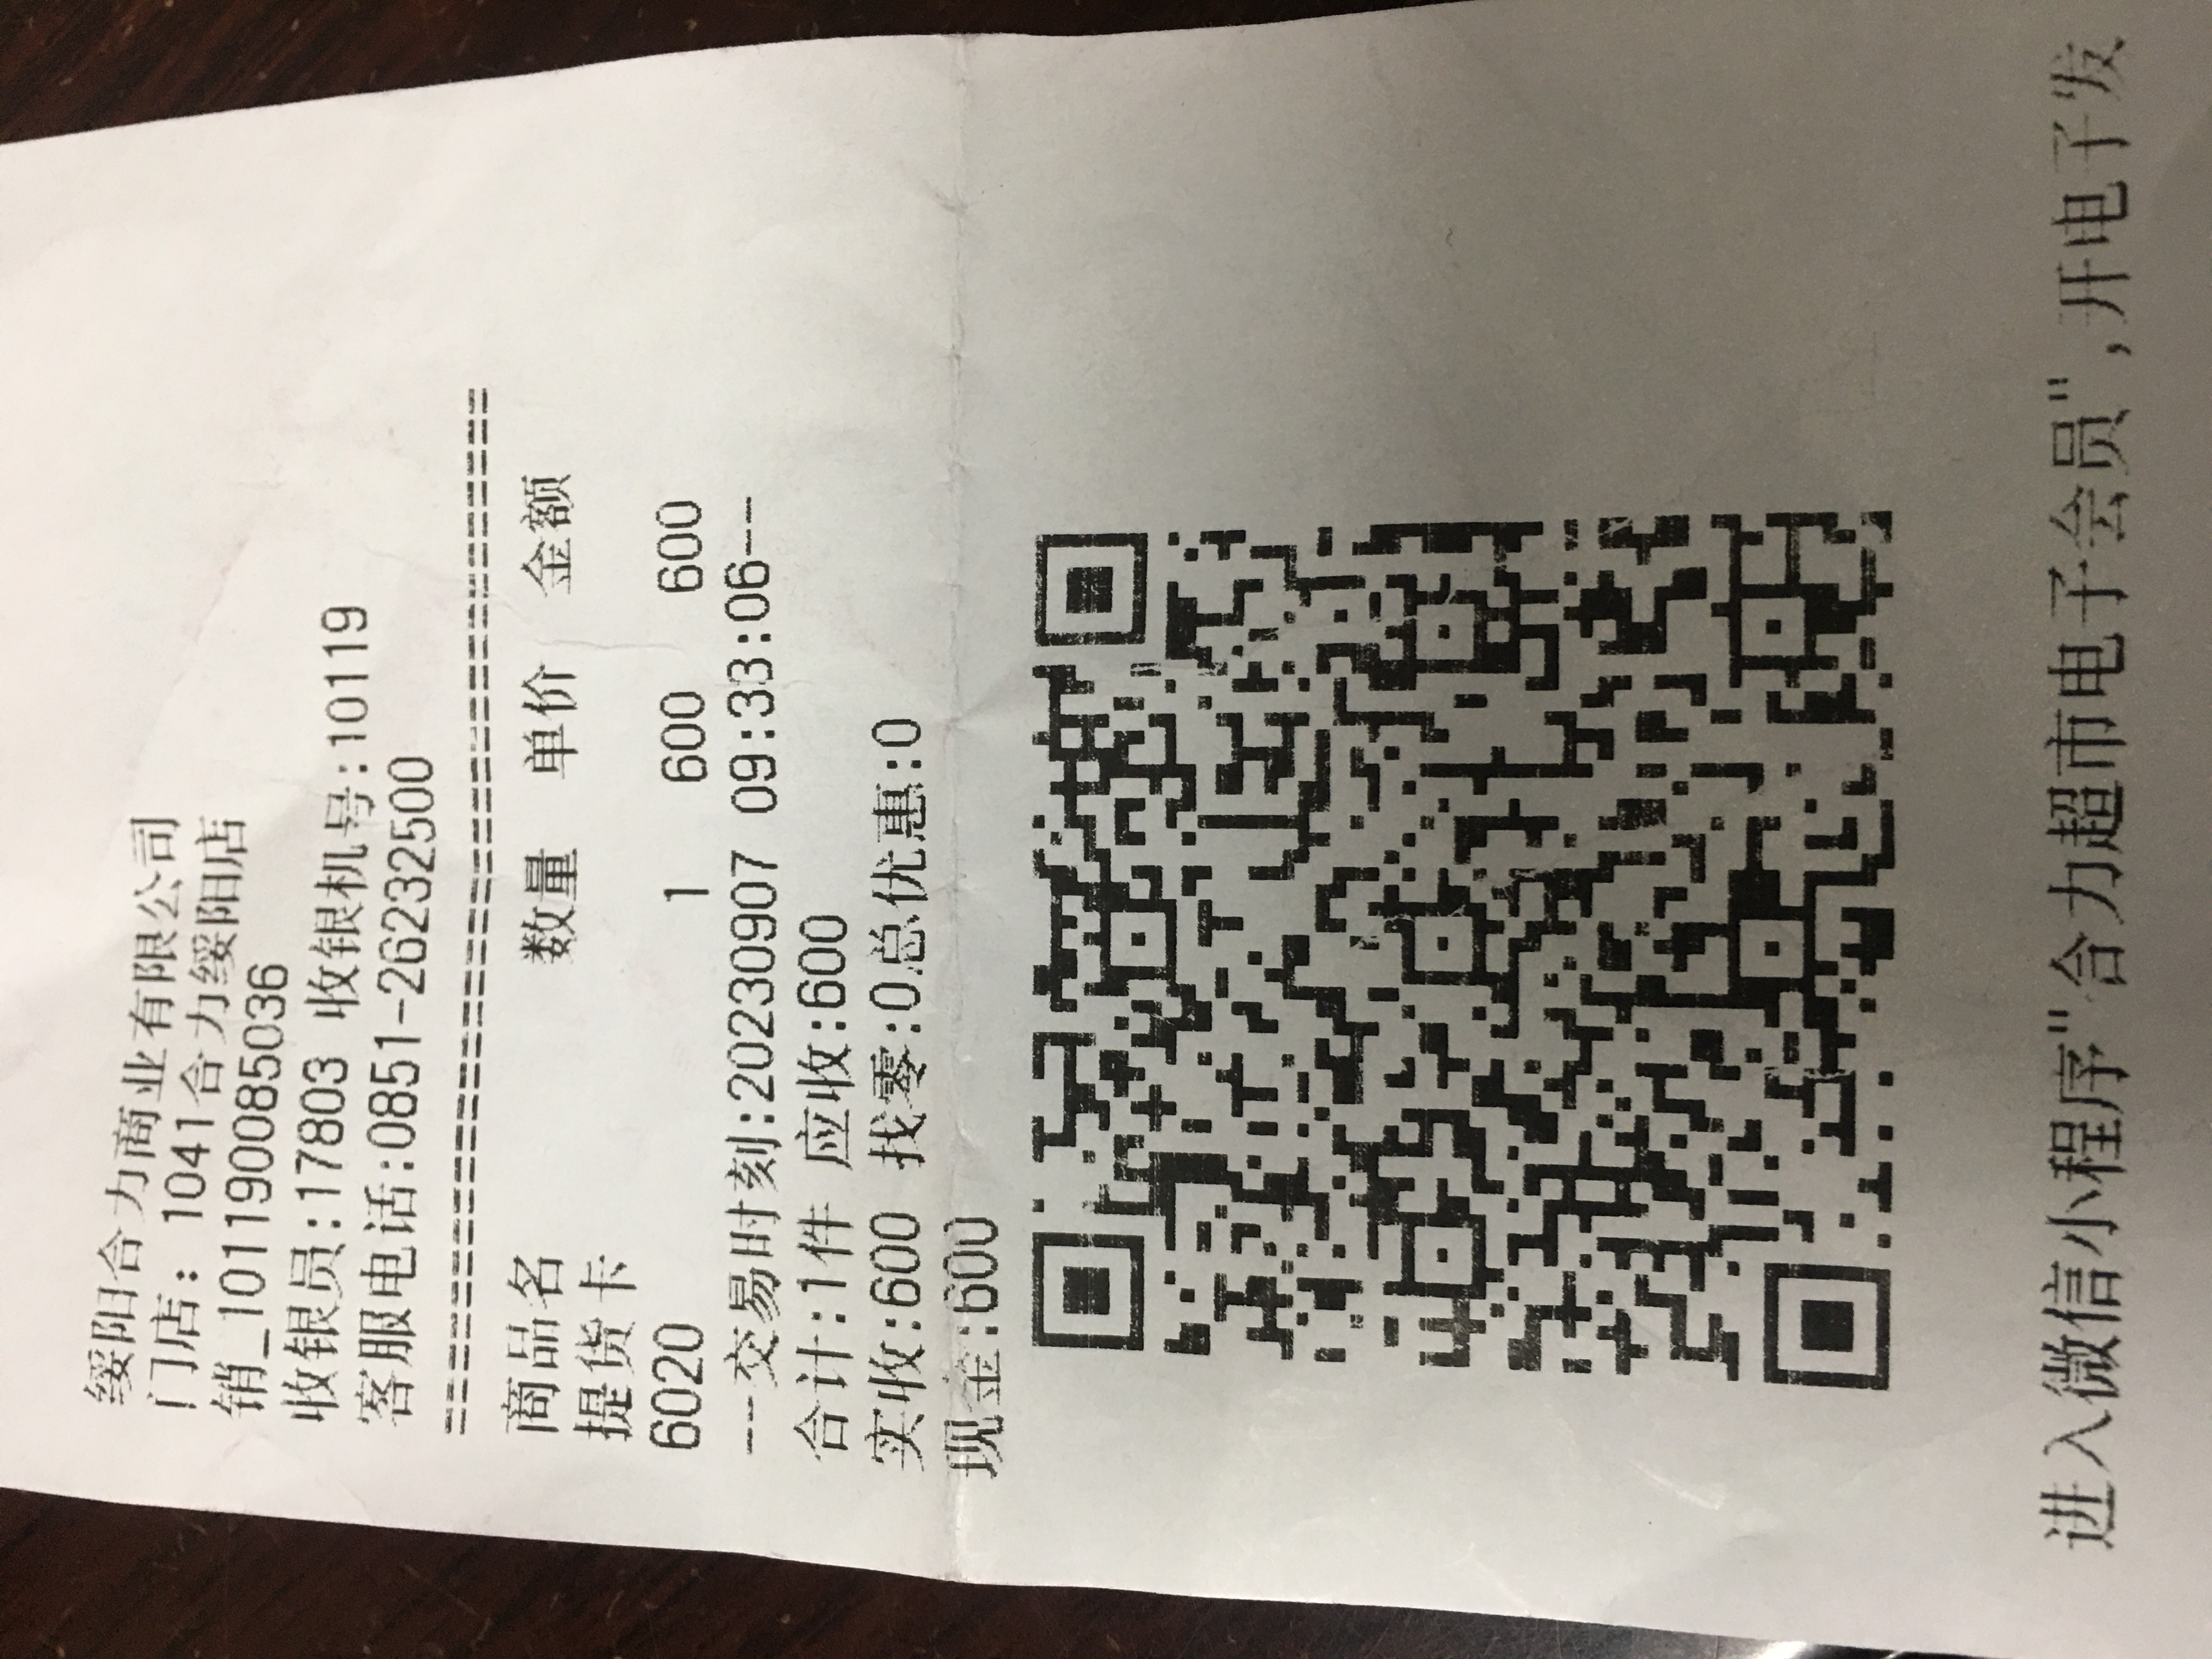 绥阳合力商业有限公司
门店: 1041合力绥阳店
销_101190085036
收银员:17803 收银机号:10119
客服电话:0851-26232500
==========================================
商品名 数量 单价 金额
提货卡
6020 1 600 600
--交易时刻:20230907 09:33:06--
合计:1件 应收:600
实收:600 找零:0总优惠:0
现金:600
进入微信小程序"合力超市电子会员",开电子发